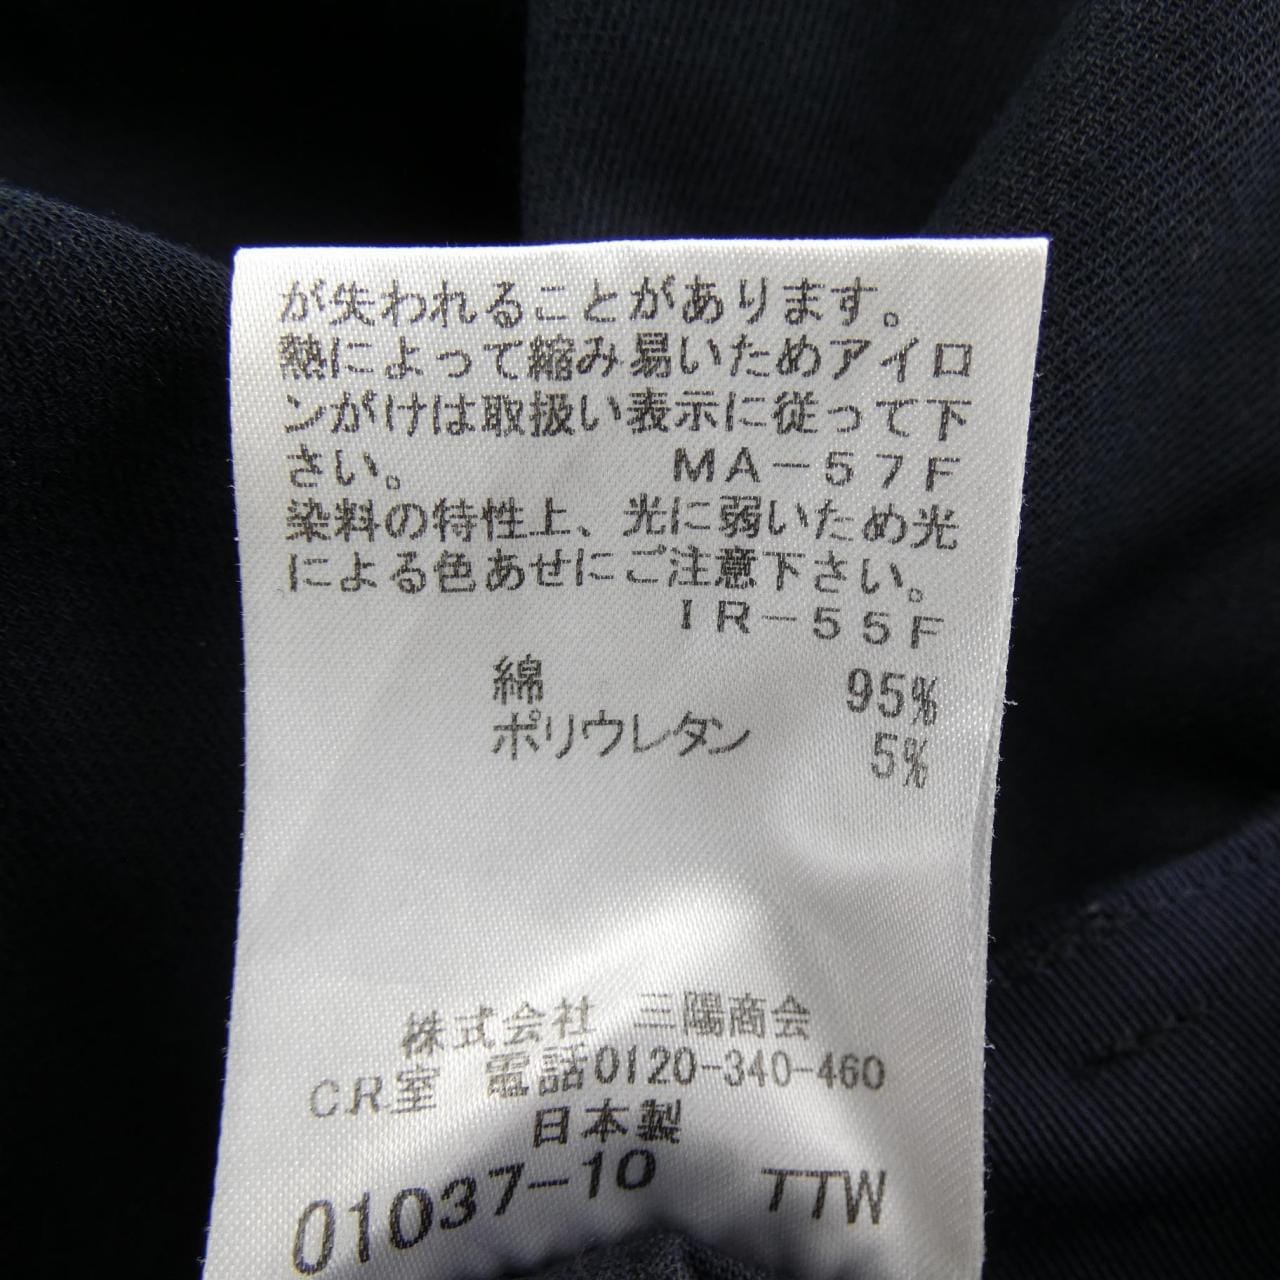 が失われることがあります。
熱によって縮み易いためアイロ
ンがけは取扱い表示に従って下
さい。 MA-57F
染料の特性上、光に弱いため光
による色あせにご注意下さい。
IR-55F
綿 95%
ポリウレタン 5%
株式会社 三陽商会
C.R.室 電話0120-340-460
日本製
01037-10 TTW